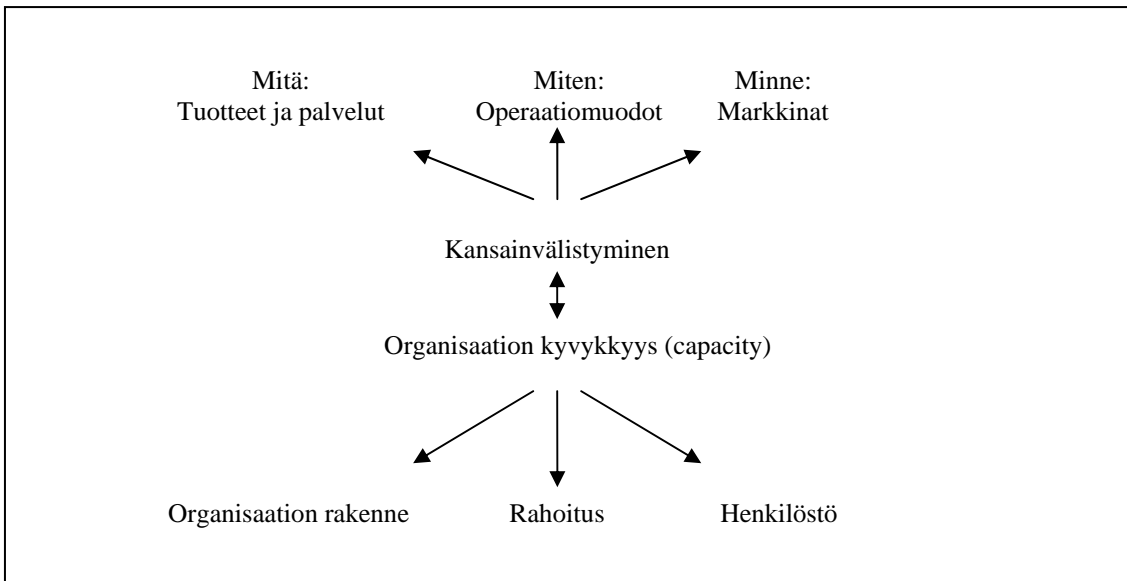 Mitä:
Tuotteet ja palvelut
Miten:
Operaatiomuodot
Minne:
Markkinat
Kansainvälistyminen
Organisaation kyvykkyys (capacity)
Organisaation rakenne
Rahoitus
Henkilöstö